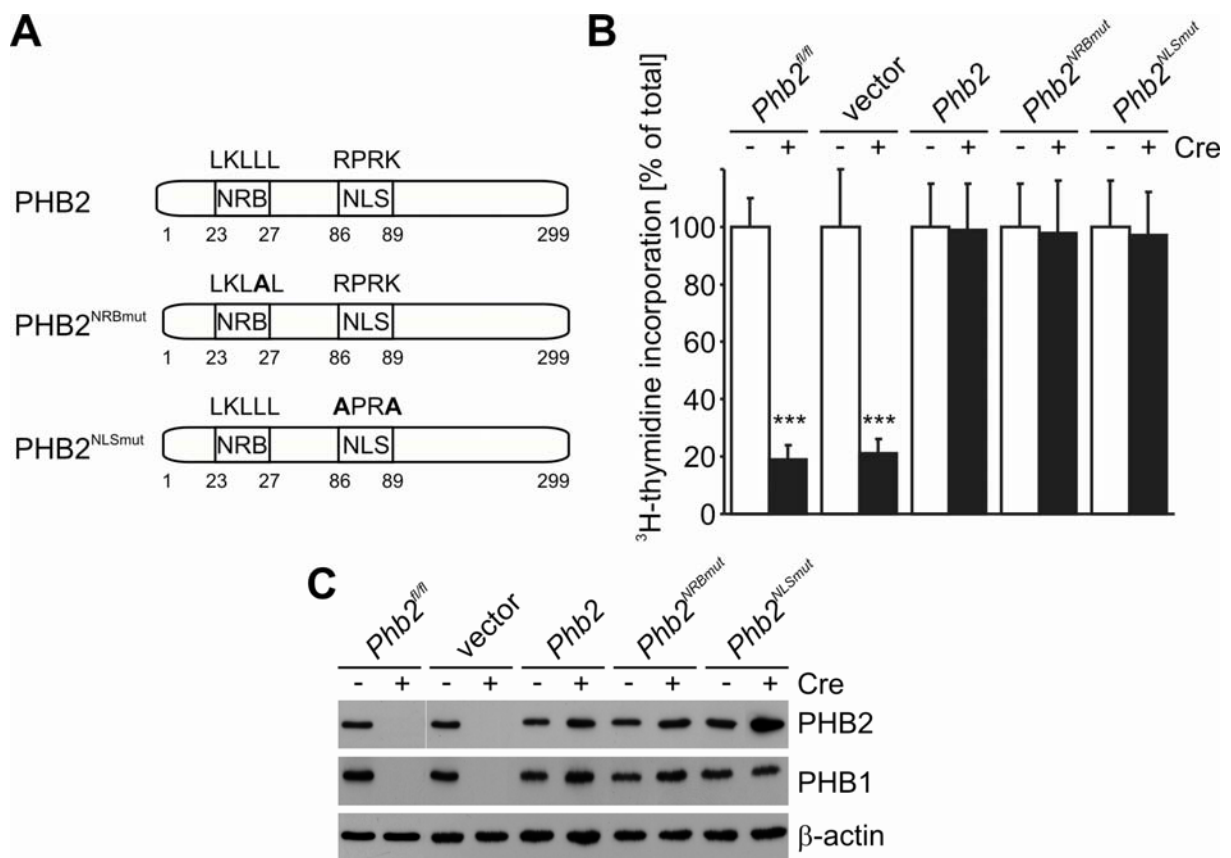 A
LKLLL RPRK
PHB2 NRB NLS
1 23 27 86 89 299
LKLAL RPRK
PHB2NRBmut NRB NLS
1 23 27 86 89 299
LKLLL APRA
PHB2NLSmut NRB NLS
1 23 27 86 89 299
B
Phb2fl/fl vector Phb2 Phb2NRBmut Phb2NLSmut
- + - + - + - + - + Cre
3H-thymidine incorporation [% of total]
100
80
60
40
20
0
*** ***
C
Phb2fl/fl vector Phb2 Phb2NRBmut Phb2NLSmut
- + - + - + - + - + Cre
PHB2
PHB1
β-actin